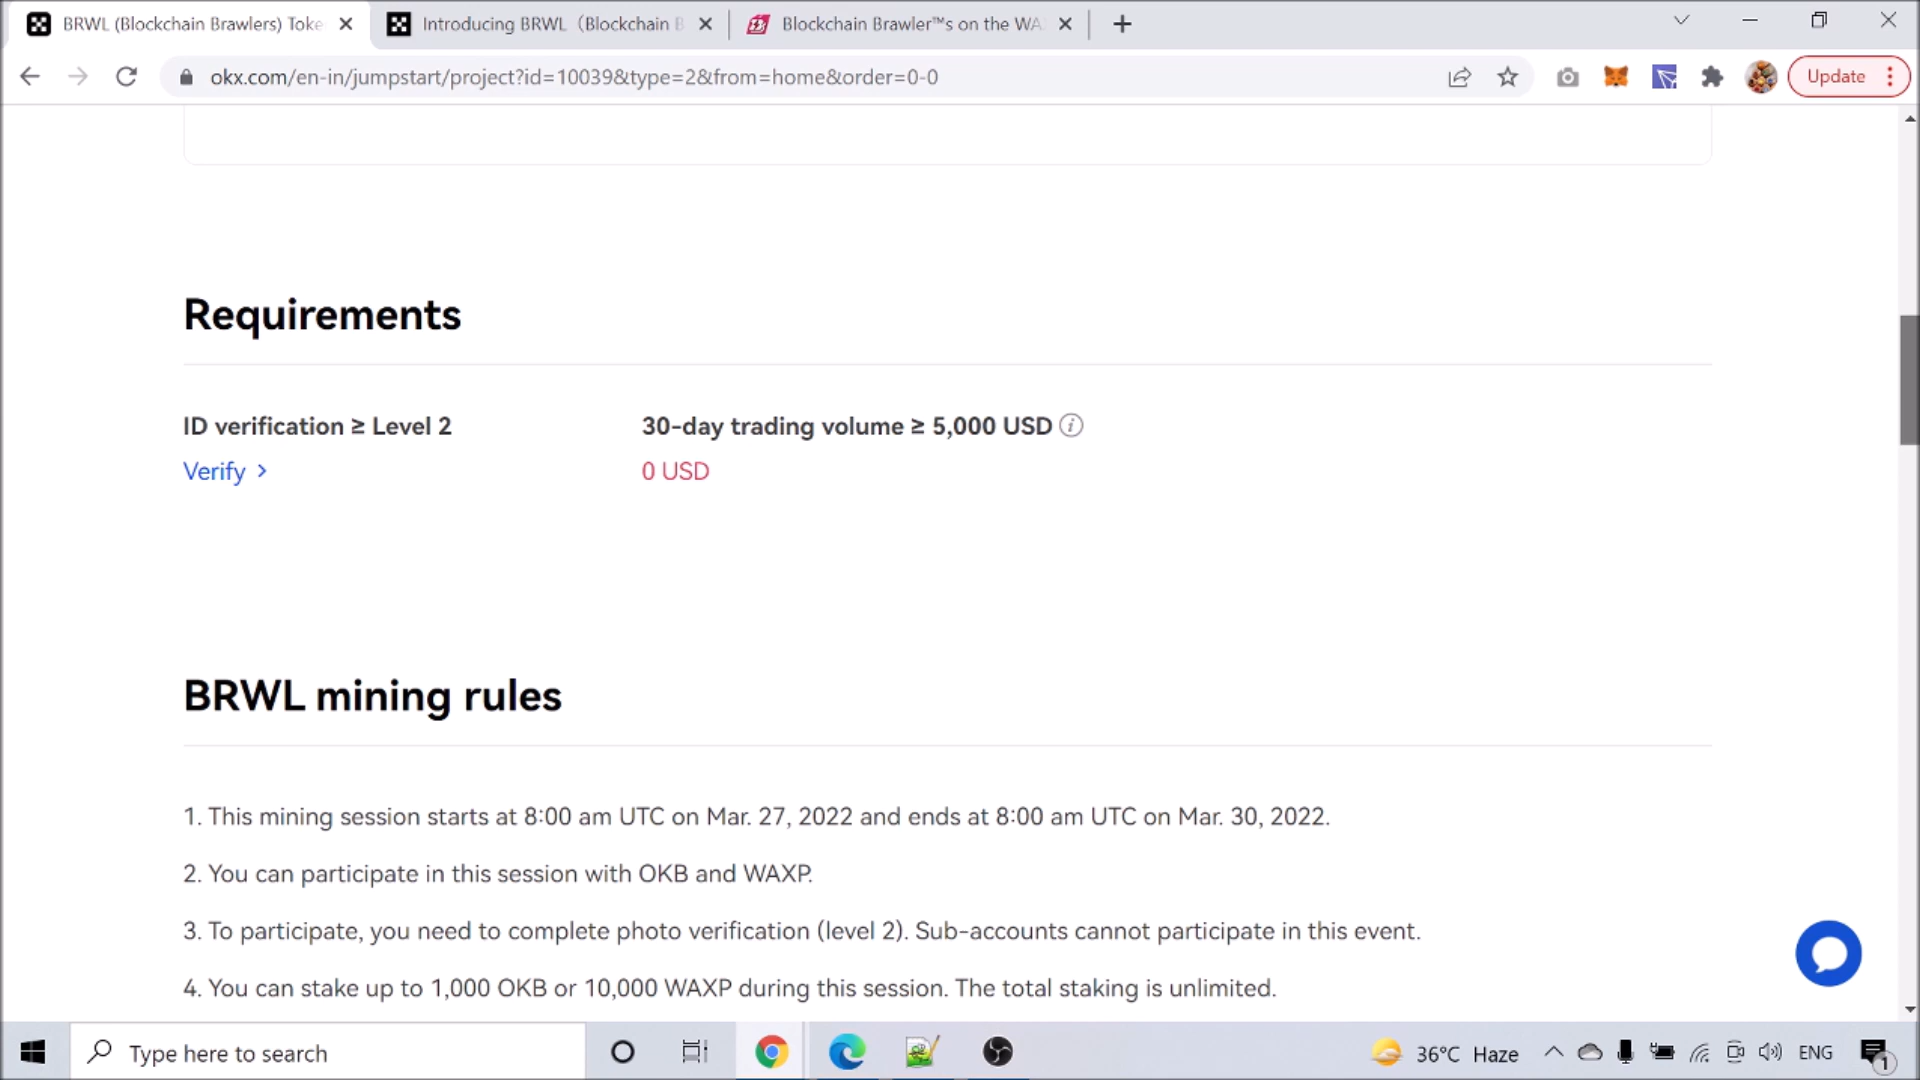 BRWL (Blockchain Brawlers) Toke
Introducing BRWL（Blockchain B
Blockchain Brawler™s on the WA
okx.com/en-in/jumpstart/project?id=10039&type=2&from=home&order=0-0
Update
Requirements
ID verification ≥ Level 2
30-day trading volume ≥ 5,000 USD
Verify >
0 USD
BRWL mining rules
1. This mining session starts at 8:00 am UTC on Mar. 27, 2022 and ends at 8:00 am UTC on Mar. 30, 2022.
2. You can participate in this session with OKB and WAXP.
3. To participate, you need to complete photo verification (level 2). Sub-accounts cannot participate in this event.
4. You can stake up to 1,000 OKB or 10,000 WAXP during this session. The total staking is unlimited.
Type here to search
36°C Haze
ENG
1